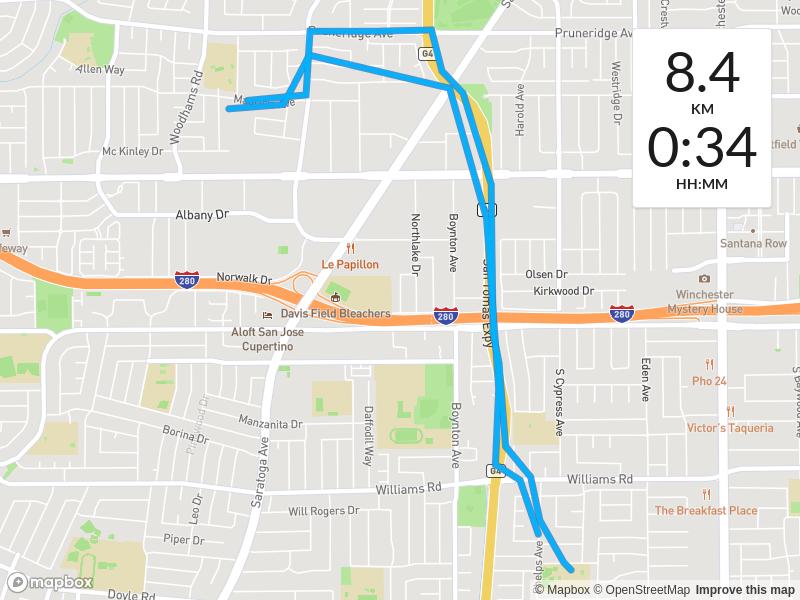 Pruneridge Ave
Pruneridge Ave
G4
Allen Way
Woodhams Rd
Harold Ave
Westridge Dr
8.4
KM
0:34
HH:MM
Mc Kinley Dr
Albany Dr
Northlake Dr
Boynton Ave
Santana Row
Le Papillon
Norwalk Dr
280
Olsen Dr
Kirkwood Dr
San Tomas Expy
Winchester
Mystery House
Davis Field Bleachers
280
280
Aloft San Jose
Cupertino
Pho 24
Eden Ave
S Cypress Ave
Manzanita Dr
Borina Dr
Daffodil Way
Boynton Ave
Saratoga Ave
Victor's Taqueria
G4
Williams Rd
Williams Rd
Leo Dr
Will Rogers Dr
The Breakfast Place
Piper Dr
Phelps Ave
Doyle Rd
mapbox
© Mapbox © OpenStreetMap Improve this map